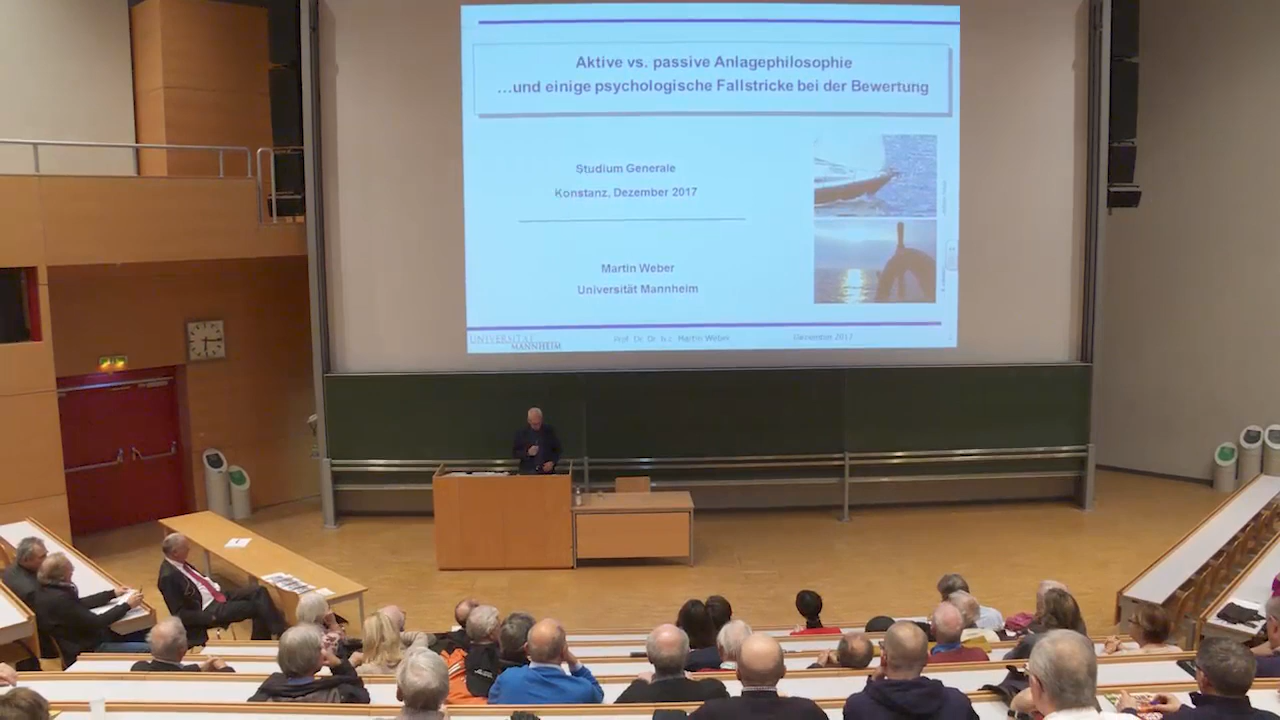 Aktive vs. passive Anlagephilosophie
…und einige psychologische Fallstricke bei der Bewertung
Studium Generale
Konstanz, Dezember 2017
Martin Weber
Universität Mannheim
UNIVERSITÄT
MANNHEIM
Prof. Dr. Dr. h.c. Martin Weber
Dezember 2017